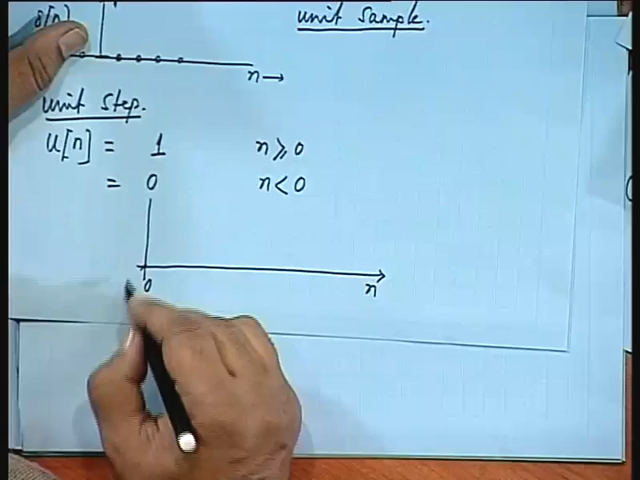 δ[n]
unit Sample.
n→
unit Step.
u[n] = 1 n ≥ 0
= 0 n < 0
0 n